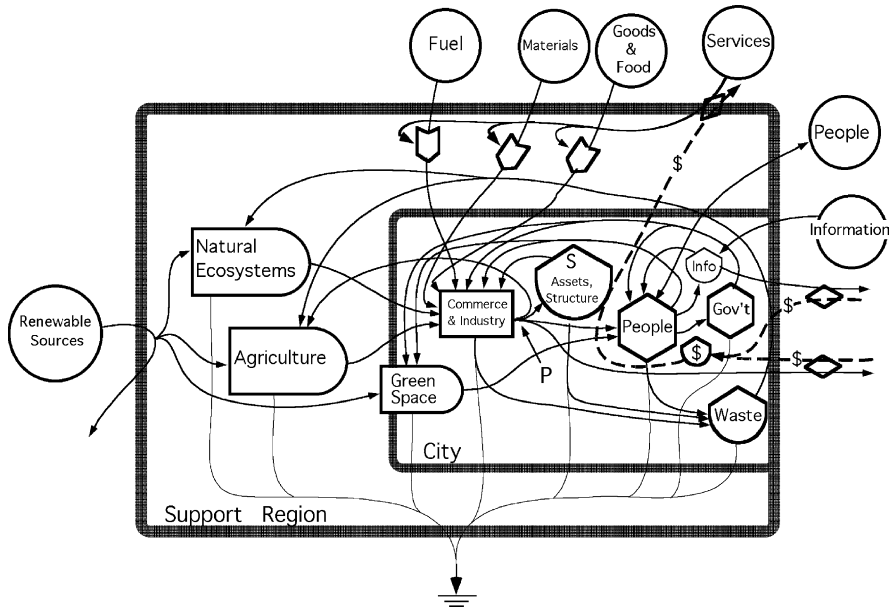 Fuel
Materials
Goods
&
Food
Services
People
$
Information
Natural
Ecosystems
S
Assets,
Structure
Info
Commerce
& Industry
Gov't
$
Renewable
Sources
Agriculture
People
$
$
P
Green
Space
Waste
City
Support Region